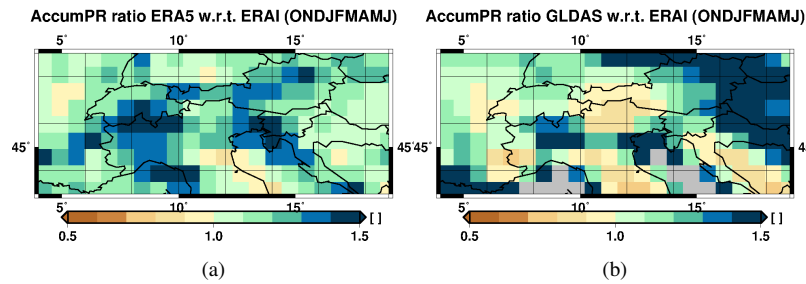 AccumPR ratio ERA5 w.r.t. ERAI (ONDJFMAMJ) AccumPR ratio GLDAS w.r.t. ERAI (ONDJFMAMJ)
5° 10° 15° 5° 10° 15°
45° 45° 45° 4
5° 10° 15° 5° 10° 15°
[ ] [ ]
0.5 1.0 1.5 0.5 1.0 1.5
(a) (b)